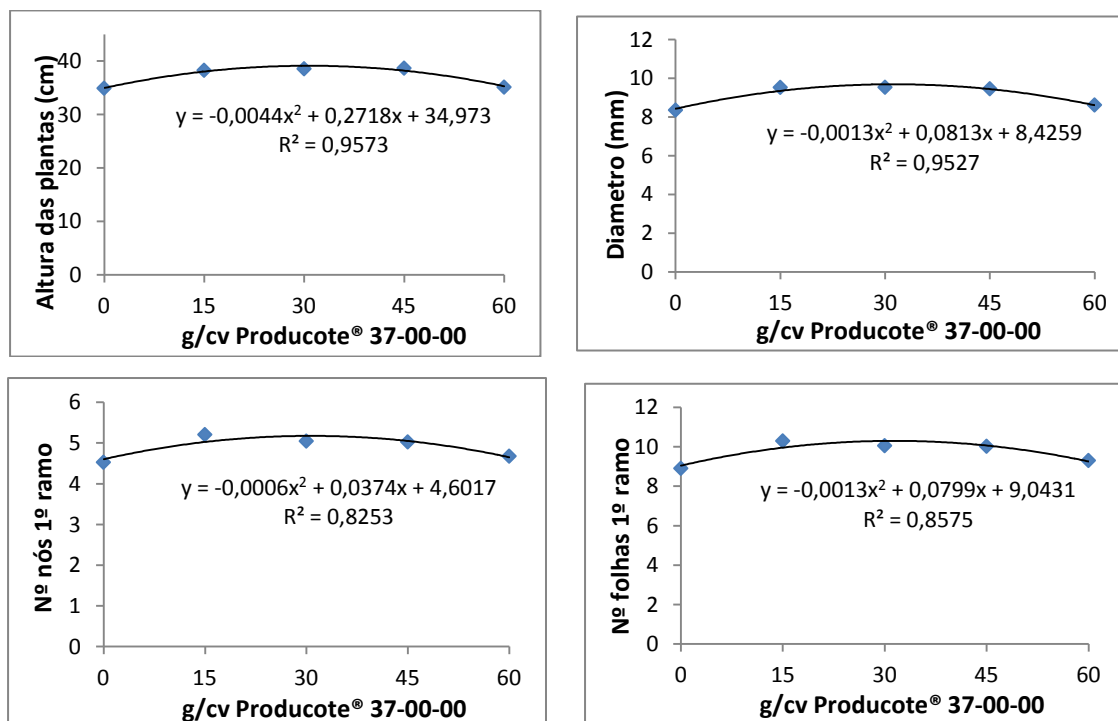 Altura das plantas (cm)
40
30
20
10
0
y = -0,0044x² + 0,2718x + 34,973
R² = 0,9573
0 15 30 45 60
g/cv Producote® 37-00-00
Diametro (mm)
12
10
8
6
4
2
0
y = -0,0013x² + 0,0813x + 8,4259
R² = 0,9527
0 15 30 45 60
g/cv Producote® 37-00-00
Nº nós 1º ramo
6
5
4
3
2
1
0
y = -0,0006x² + 0,0374x + 4,6017
R² = 0,8253
0 15 30 45 60
g/cv Producote® 37-00-00
Nº folhas 1º ramo
12
10
8
6
4
2
0
y = -0,0013x² + 0,0799x + 9,0431
R² = 0,8575
0 15 30 45 60
g/cv Producote® 37-00-00